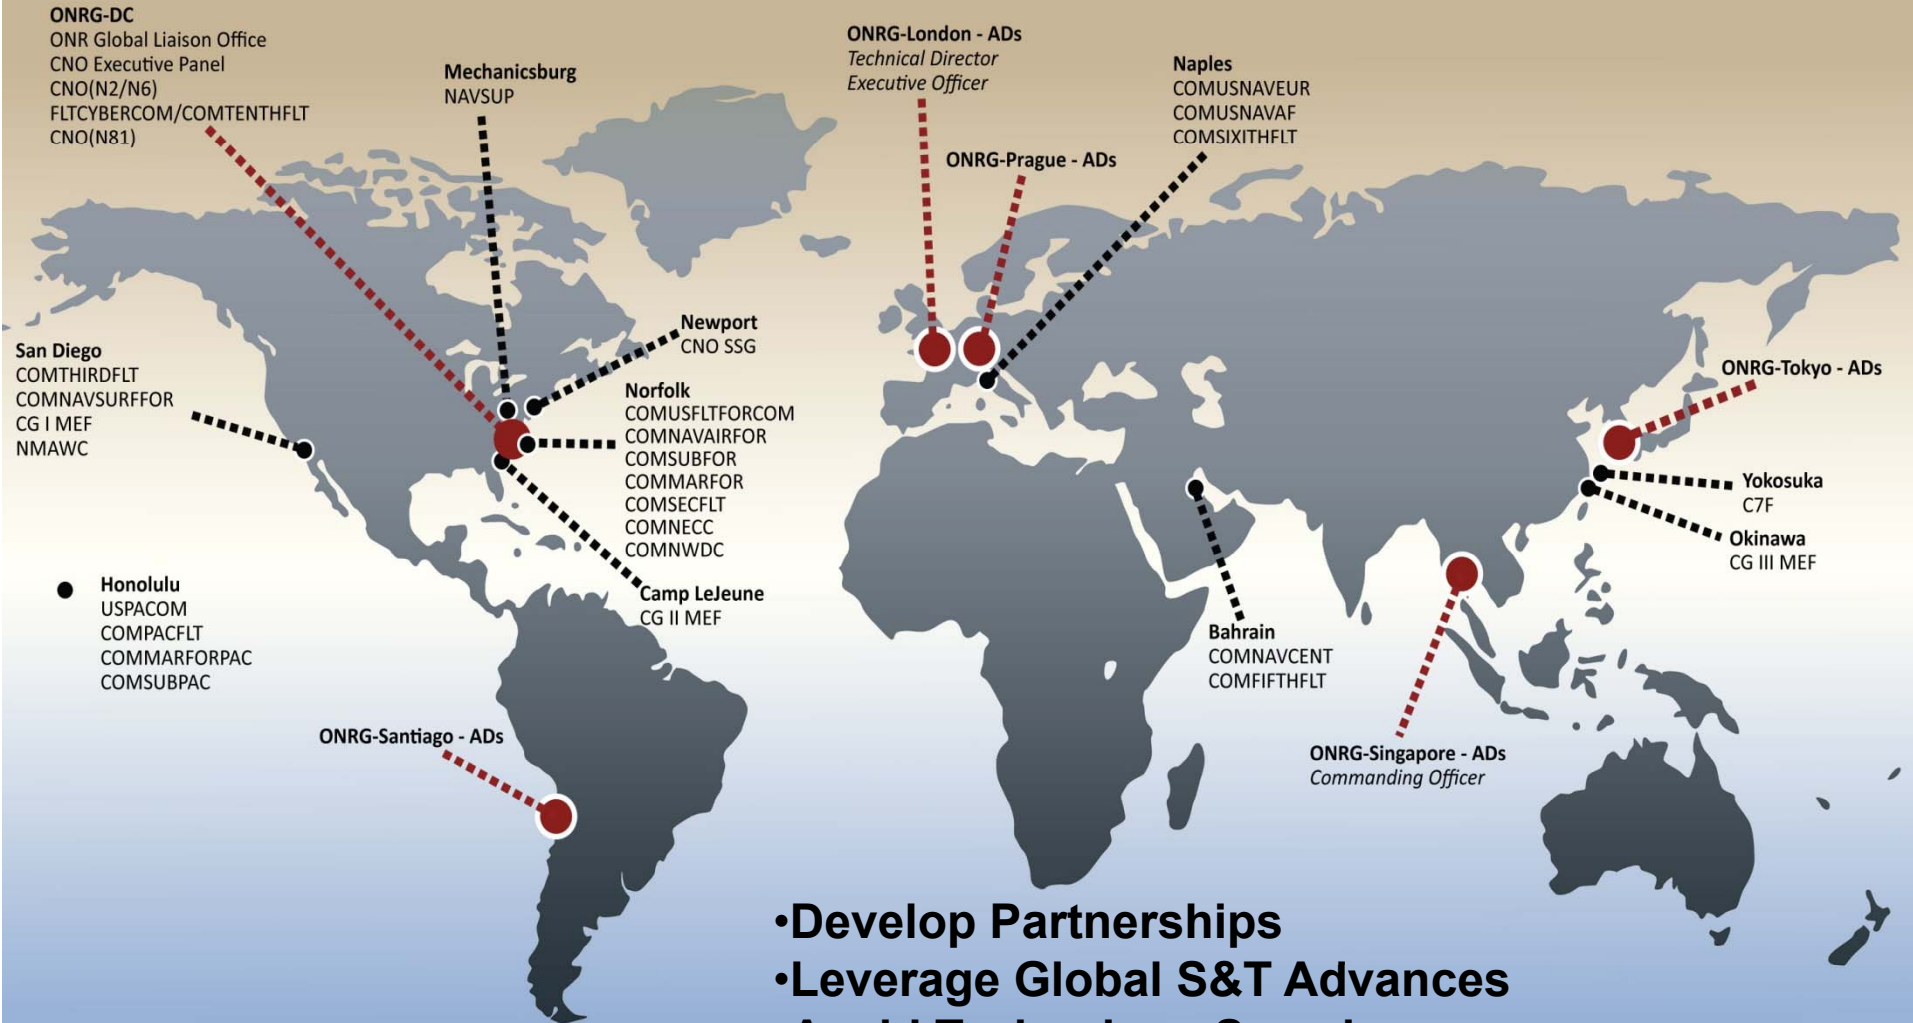 ONRG-DC
ONR Global Liaison Office
CNO Executive Panel
CNO(N2/N6)
FLTCYBERCOM/COMTENTHFLT
CNO(N81)
Mechanicsburg
NAVSUP
ONRG-London - ADs
Technical Director
Executive Officer
Naples
COMUSNAVEUR
COMUSNAVAF
COMSIXITHFLT
ONRG-Prague - ADs
Newport
CNO SSG
San Diego
COMTHIRDFLT
COMNAVSURFFOR
CG I MEF
NMAWC
Norfolk
COMUSFLTFORCOM
COMNAVAIRFOR
COMSUBFOR
COMMARFOR
COMSECFLT
COMNECC
COMNWDC
ONRG-Tokyo - ADs
Yokosuka
C7F
Okinawa
CG III MEF
Honolulu
USPACOM
COMPACFLT
COMMARFORPAC
COMSUBPAC
Camp LeJeune
CG II MEF
Bahrain
COMNAVCENT
COMFIFTHFLT
ONRG-Santiago - ADs
ONRG-Singapore - ADs
Commanding Officer
•Develop Partnerships
•Leverage Global S&T Advances